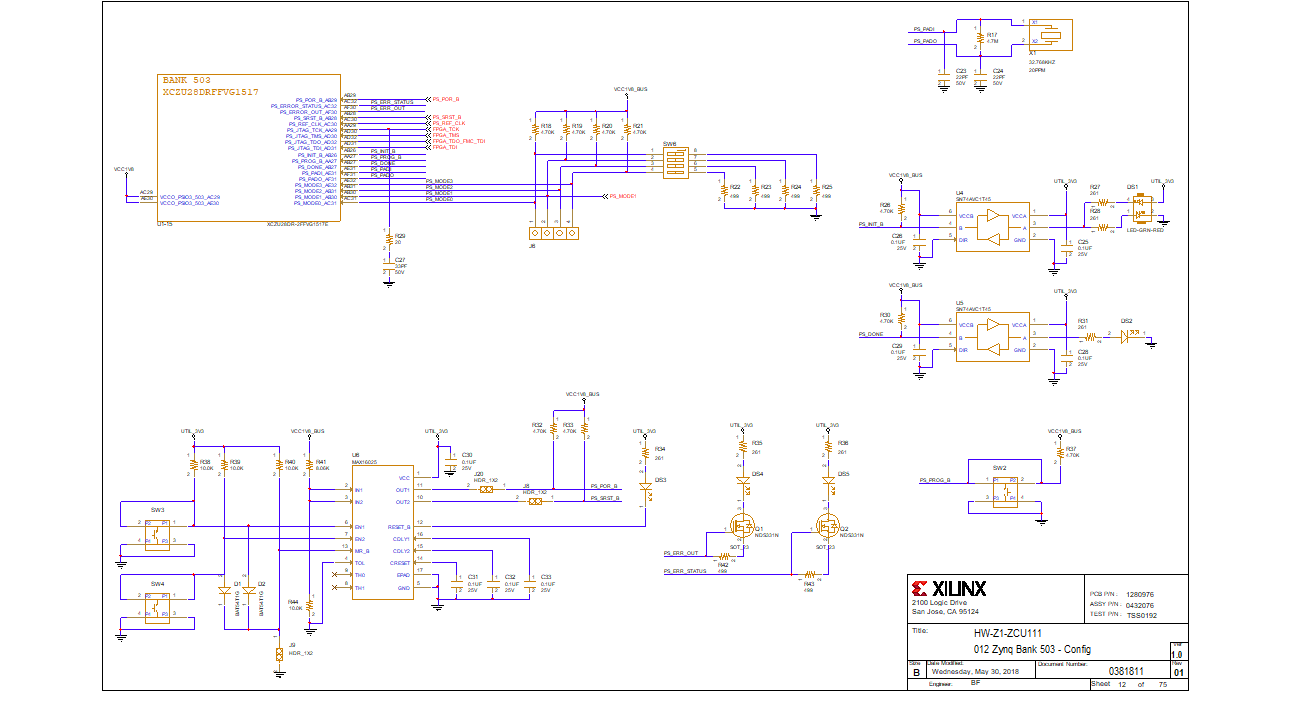 BANK 503
XCZU28DRFFVG1517
PS_POR_B_AB29
PS_ERROR_STATUS_AC32
PS_ERROR_OUT_AF30
PS_SRST_B_AB28
PS_REF_CLK_AC30
PS_JTAG_TCK_AA29
PS_JTAG_TMS_AD30
PS_JTAG_TDO_AD32
PS_JTAG_TDI_AD31
PS_INIT_B_AB26
PS_PROG_B_AA27
PS_DONE_AB27
PS_PADI_AE31
PS_PADO_AF31
PS_MODE3_AE32
PS_MODE2_AB31
PS_MODE1_AB30
PS_MODE0_AC31
VCCO_PSIO3_503_AC29
VCCO_PSIO3_503_AE30
AC29
AE30
VCC1V8
U1-15
XCZU28DR-2FFVG1517E
PS_ERR_STATUS
PS_ERR_OUT
PS_POR_B
PS_SRST_B
PS_REF_CLK
FPGA_TCK
FPGA_TMS
FPGA_TDO_FMC_TDI
FPGA_TDI
PS_INIT_B
PS_PROG_B
PS_DONE
PS_PADI
PS_PADO
PS_MODE3
PS_MODE2
PS_MODE1
PS_MODE0
PS_MODE1
R29
20
C27
33PF
50V
VCC1V8_BUS
R18
4.70K
R19
4.70K
R20
4.70K
R21
4.70K
SW6
J6
R22
499
R23
499
R24
499
R25
499
PS_PADI
PS_PADO
R17
4.7M
X1
X2
X1
32.768KHZ
20PPM
C23
22PF
50V
C24
22PF
50V
VCC1V8_BUS
R26
4.70K
PS_INIT_B
C26
0.1UF
25V
U4
SN74AVC1T45
VCCB
B
DIR
VCCA
A
GND
UTIL_3V3
C25
0.1UF
25V
R27
261
R28
261
DS1
UTIL_3V3
LED-GRN-RED
VCC1V8_BUS
R30
4.70K
PS_DONE
C29
0.1UF
25V
U5
SN74AVC1T45
VCCB
B
DIR
VCCA
A
GND
UTIL_3V3
C28
0.1UF
25V
R31
261
DS2
UTIL_3V3
R38
10.0K
R39
10.0K
R40
10.0K
VCC1V8_BUS
R41
8.06K
SW3
SW4
D1
BAT54T1G
D2
BAT54T1G
R44
10.0K
J9
HDR_1X2
U6
MAX16025
IN1
IN2
EN1
EN2
MR_B
TOL
TH0
TH1
VCC
OUT1
OUT2
RESET_B
CDLY1
CDLY2
CRESET
EPAD
GND
UTIL_3V3
C30
0.1UF
25V
J20
HDR_1X2
J8
HDR_1X2
VCC1V8_BUS
R32
4.70K
R33
4.70K
PS_POR_B
PS_SRST_B
C31
0.1UF
25V
C32
0.1UF
25V
C33
0.1UF
25V
UTIL_3V3
R34
261
DS3
UTIL_3V3
R35
261
DS4
Q1
NDS331N
SOT_23
PS_ERR_OUT
R42
499
PS_ERR_STATUS
UTIL_3V3
R36
261
DS5
Q2
NDS331N
SOT_23
R43
499
VCC1V8_BUS
R37
4.70K
PS_PROG_B
SW2
XILINX
2100 Logic Drive
San Jose, CA 95124
PCB P/N: 1280976
ASSY P/N: 0432076
TEST P/N: TSS0192
Title:
HW-Z1-ZCU111
012 Zynq Bank 503 - Config
Ver
1.0
Size
B
Date Modified:
Wednesday, May 30, 2018
Document Number:
0381811
Rev
01
Engineer: BF
Sheet 12 of 75